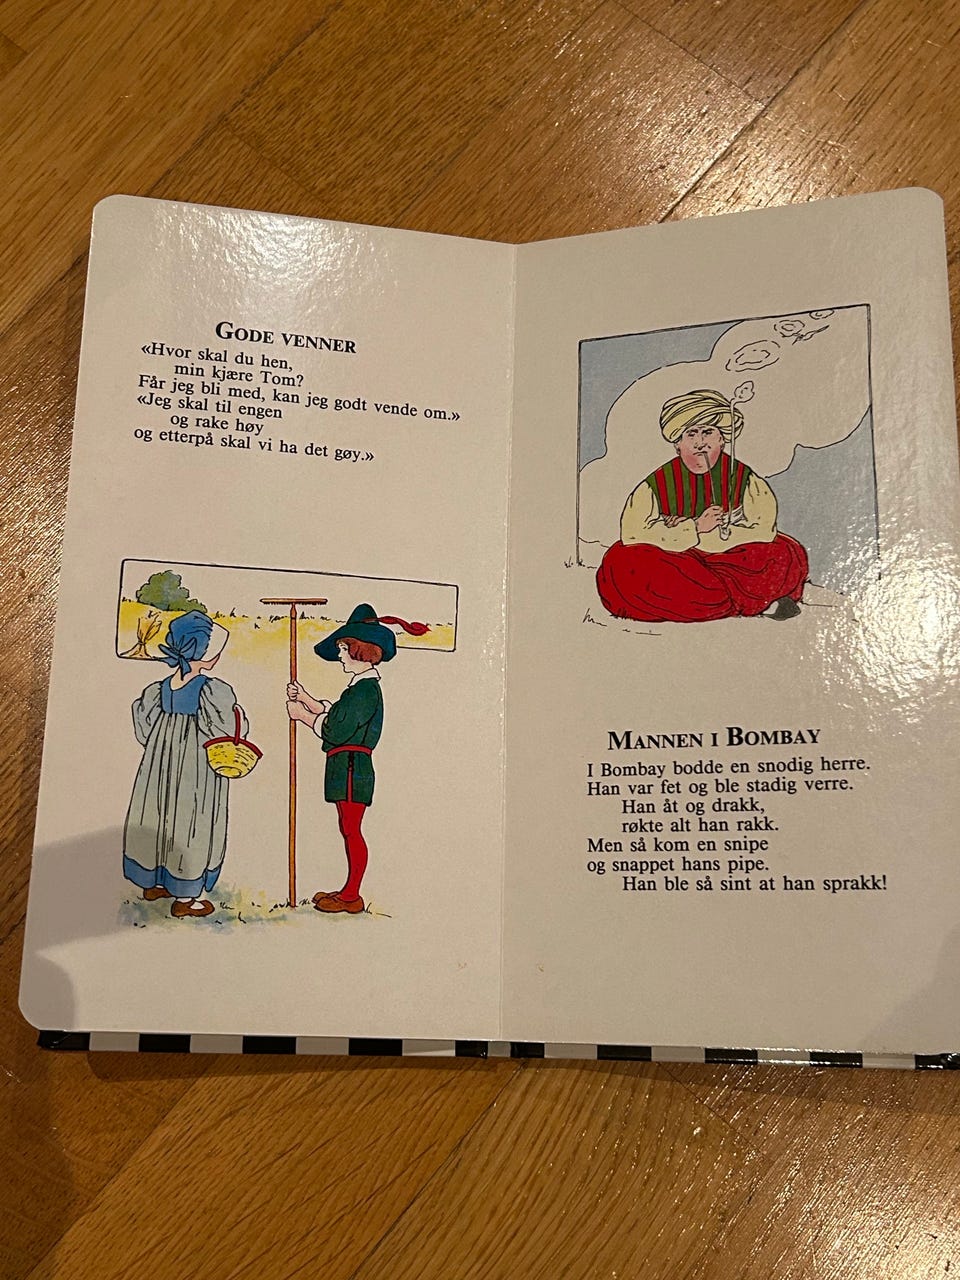 GODE VENNER
«Hvor skal du hen,
min kjære Tom?
Får jeg bli med, kan jeg godt vende om.»
«Jeg skal til engen
og rake høy
og etterpå skal vi ha det gøy.»
MANNEN I BOMBAY
I Bombay bodde en snodig herre.
Han var fet og ble stadig verre.
Han åt og drakk,
røkte alt han rakk.
Men så kom en snipe
og snappet hans pipe.
Han ble så sint at han sprakk!